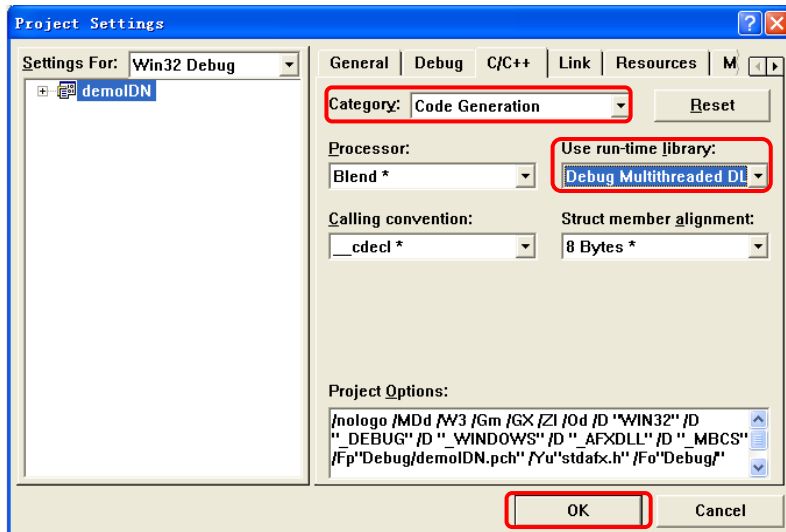 Project Settings
Settings For: Win32 Debug
General Debug C/C++ Link Resources M
demoIDN
Category: Code Generation
Reset
Processor: Use run-time library:
Blend * Debug Multithreaded DL
Calling convention: Struct member alignment:
__cdecl * 8 Bytes *
Project Options:
/nologo /MDd /W3 /Gm /GX /ZI /Od /D "WIN32" /D
"_DEBUG" /D "_WINDOWS" /D "_AFXDLL" /D "_MBCS"
/Fp"Debug/demoIDN.pch" /Yu"stdafx.h" /Fo"Debug/"
OK Cancel